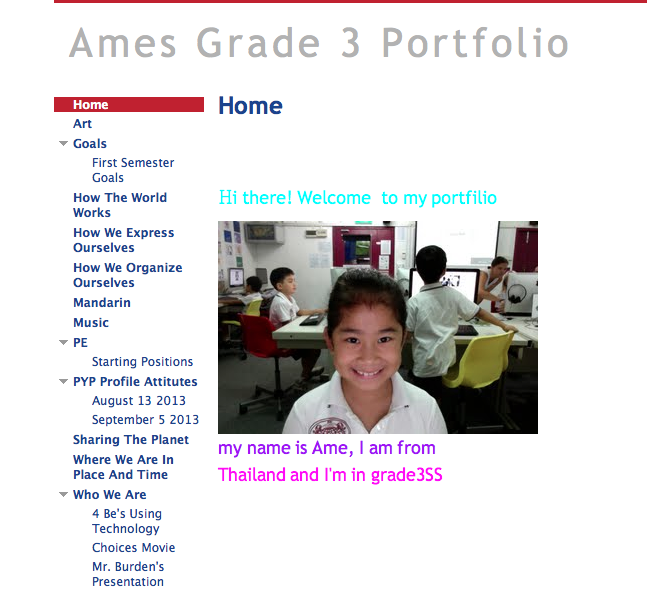 Ames Grade 3 Portfolio
Home
Art
Goals
First Semester
Goals
How The World
Works
How We Express
Ourselves
How We Organize
Ourselves
Mandarin
Music
PE
Starting Positions
PYP Profile Attitutes
August 13 2013
September 5 2013
Sharing The Planet
Where We Are In
Place And Time
Who We Are
4 Be's Using
Technology
Choices Movie
Mr. Burden's
Presentation
Home
Hi there! Welcome  to my portfilio
my name is Ame, I am from
Thailand and I'm in grade3SS